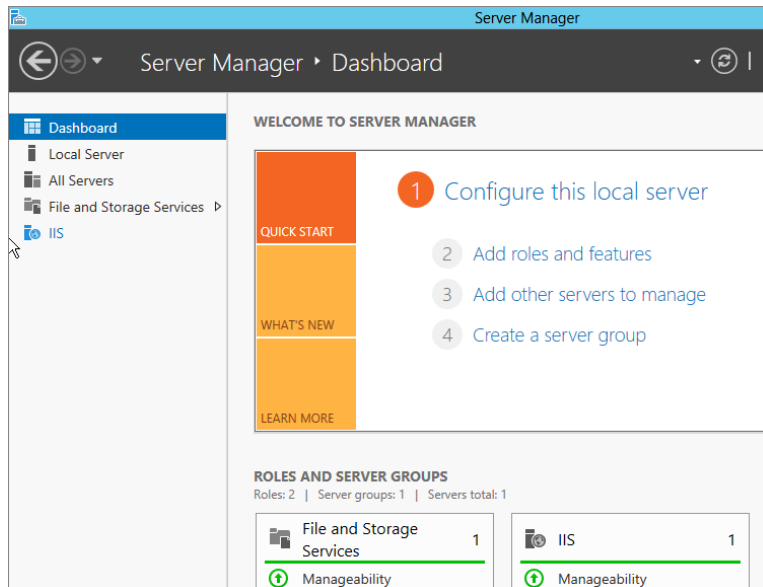 Server Manager
Server Manager • Dashboard
Dashboard
Local Server
All Servers
File and Storage Services
IIS
WELCOME TO SERVER MANAGER
QUICK START
WHAT'S NEW
LEARN MORE
1 Configure this local server
2 Add roles and features
3 Add other servers to manage
4 Create a server group
ROLES AND SERVER GROUPS
Roles: 2 | Server groups: 1 | Servers total: 1
File and Storage
Services 1
Manageability
IIS 1
Manageability